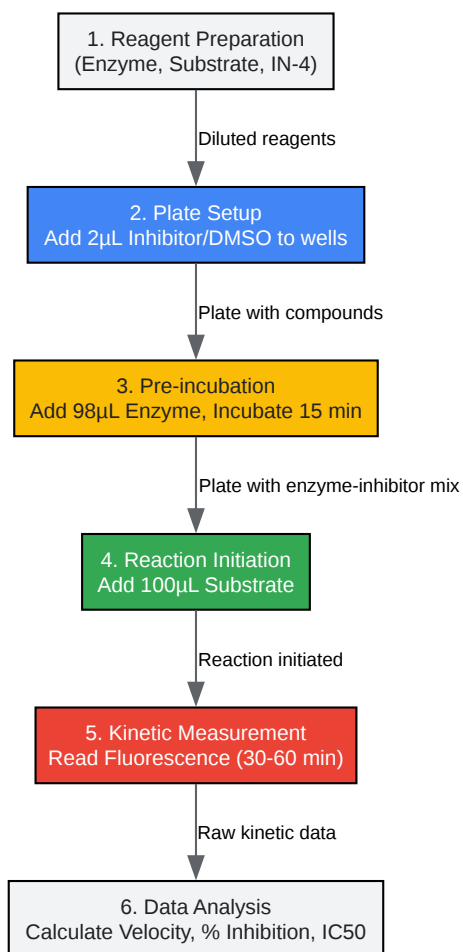 1. Reagent Preparation
(Enzyme, Substrate, IN-4)
Diluted reagents
2. Plate Setup
Add 2µL Inhibitor/DMSO to wells
Plate with compounds
3. Pre-incubation
Add 98µL Enzyme, Incubate 15 min
Plate with enzyme-inhibitor mix
4. Reaction Initiation
Add 100µL Substrate
Reaction initiated
5. Kinetic Measurement
Read Fluorescence (30-60 min)
Raw kinetic data
6. Data Analysis
Calculate Velocity, % Inhibition, IC50